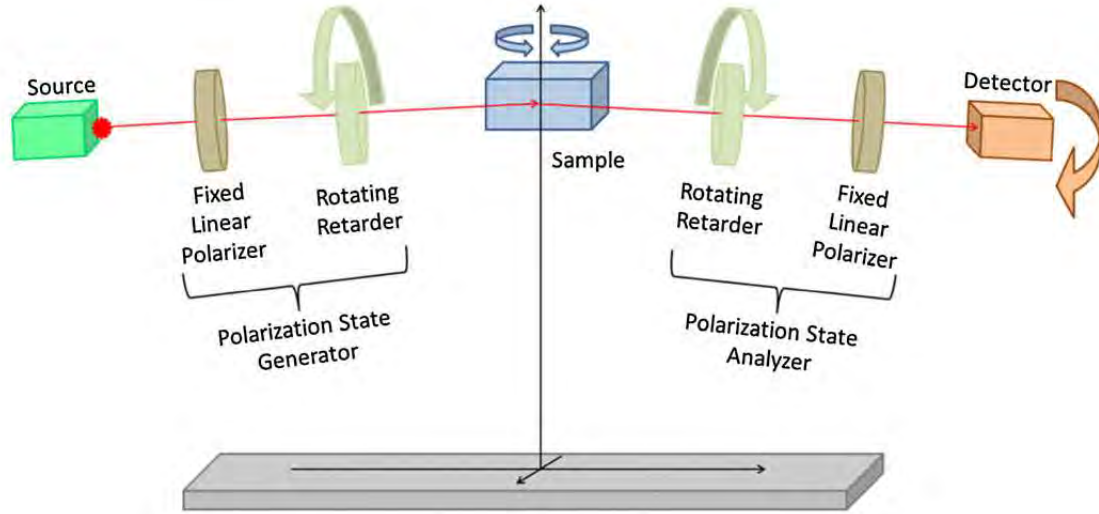 Source
Fixed
Linear
Polarizer
Rotating
Retarder
Polarization State
Generator
Sample
Rotating
Retarder
Fixed
Linear
Polarizer
Polarization State
Analyzer
Detector